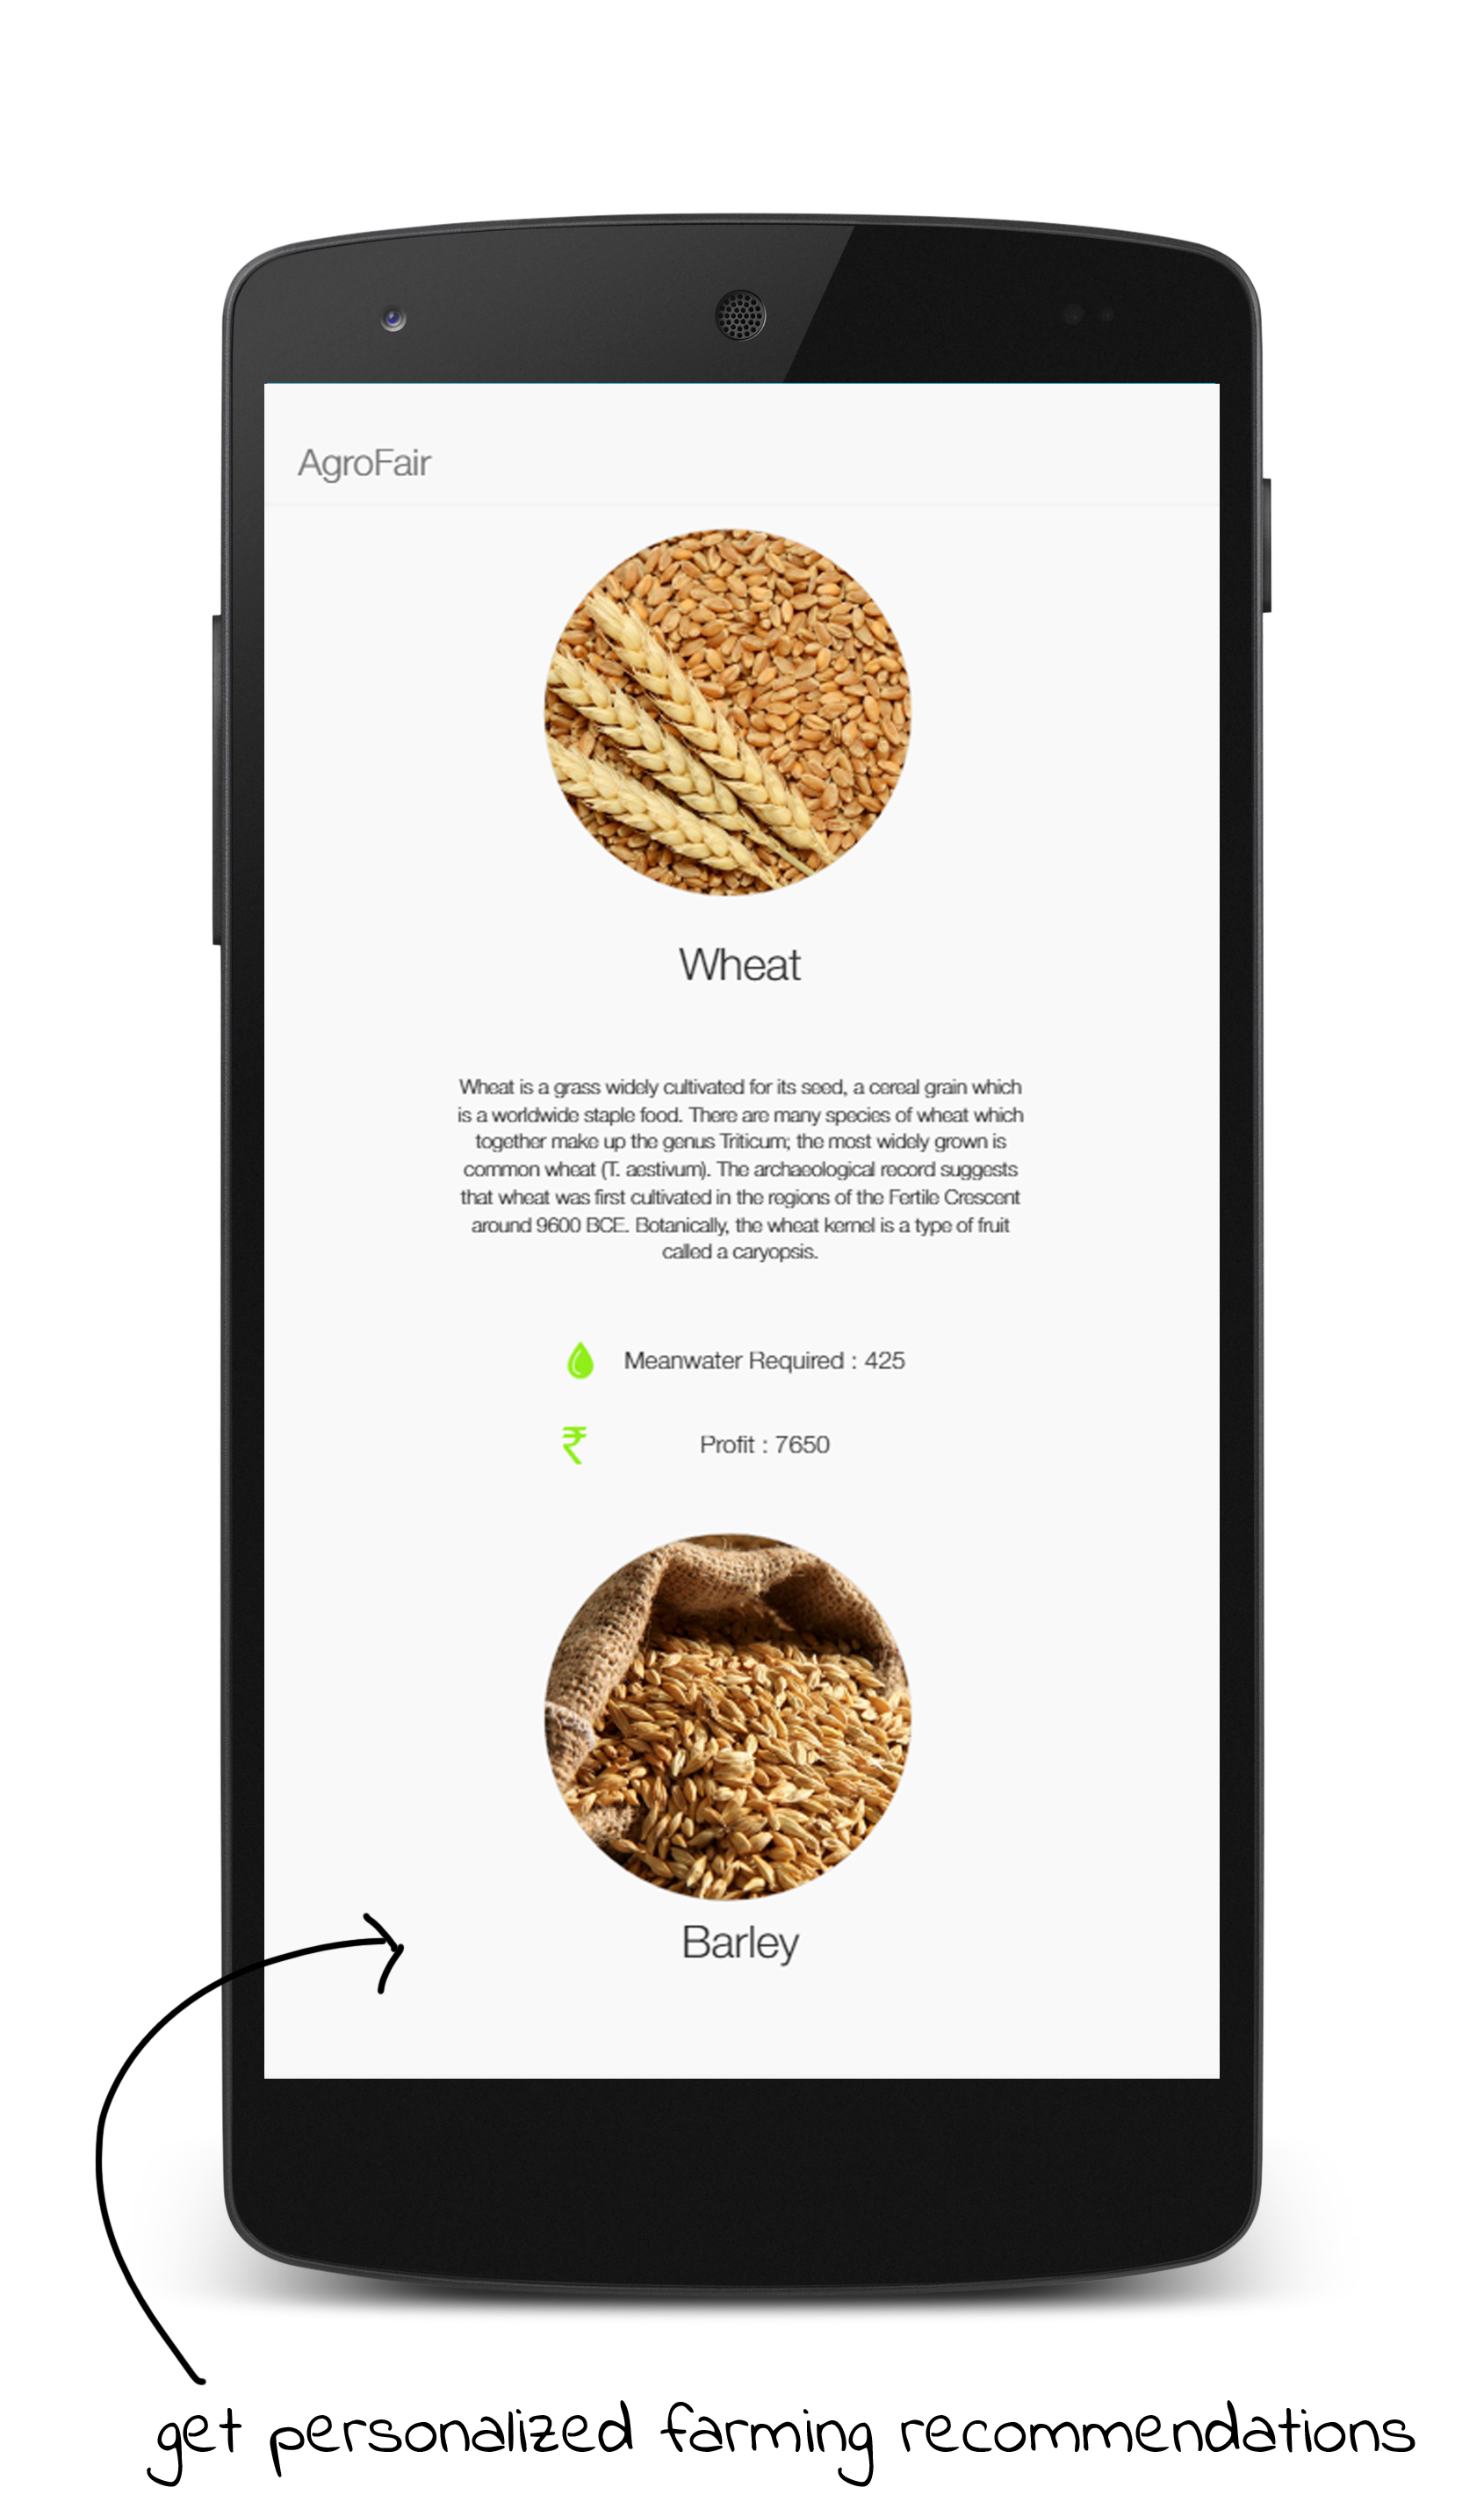 AgroFair
Wheat
Wheat is a grass widely cultivated for its seed, a cereal grain which
is a worldwide staple food. There are many species of wheat which
together make up the genus Triticum; the most widely grown is
common wheat (T. aestivum). The archaeological record suggests
that wheat was first cultivated in the regions of the Fertile Crescent
around 9600 BCE. Botanically, the wheat kernel is a type of fruit
called a caryopsis.
Meanwater Required : 425
₹ Profit : 7650
Barley
get personalized farming recommendations